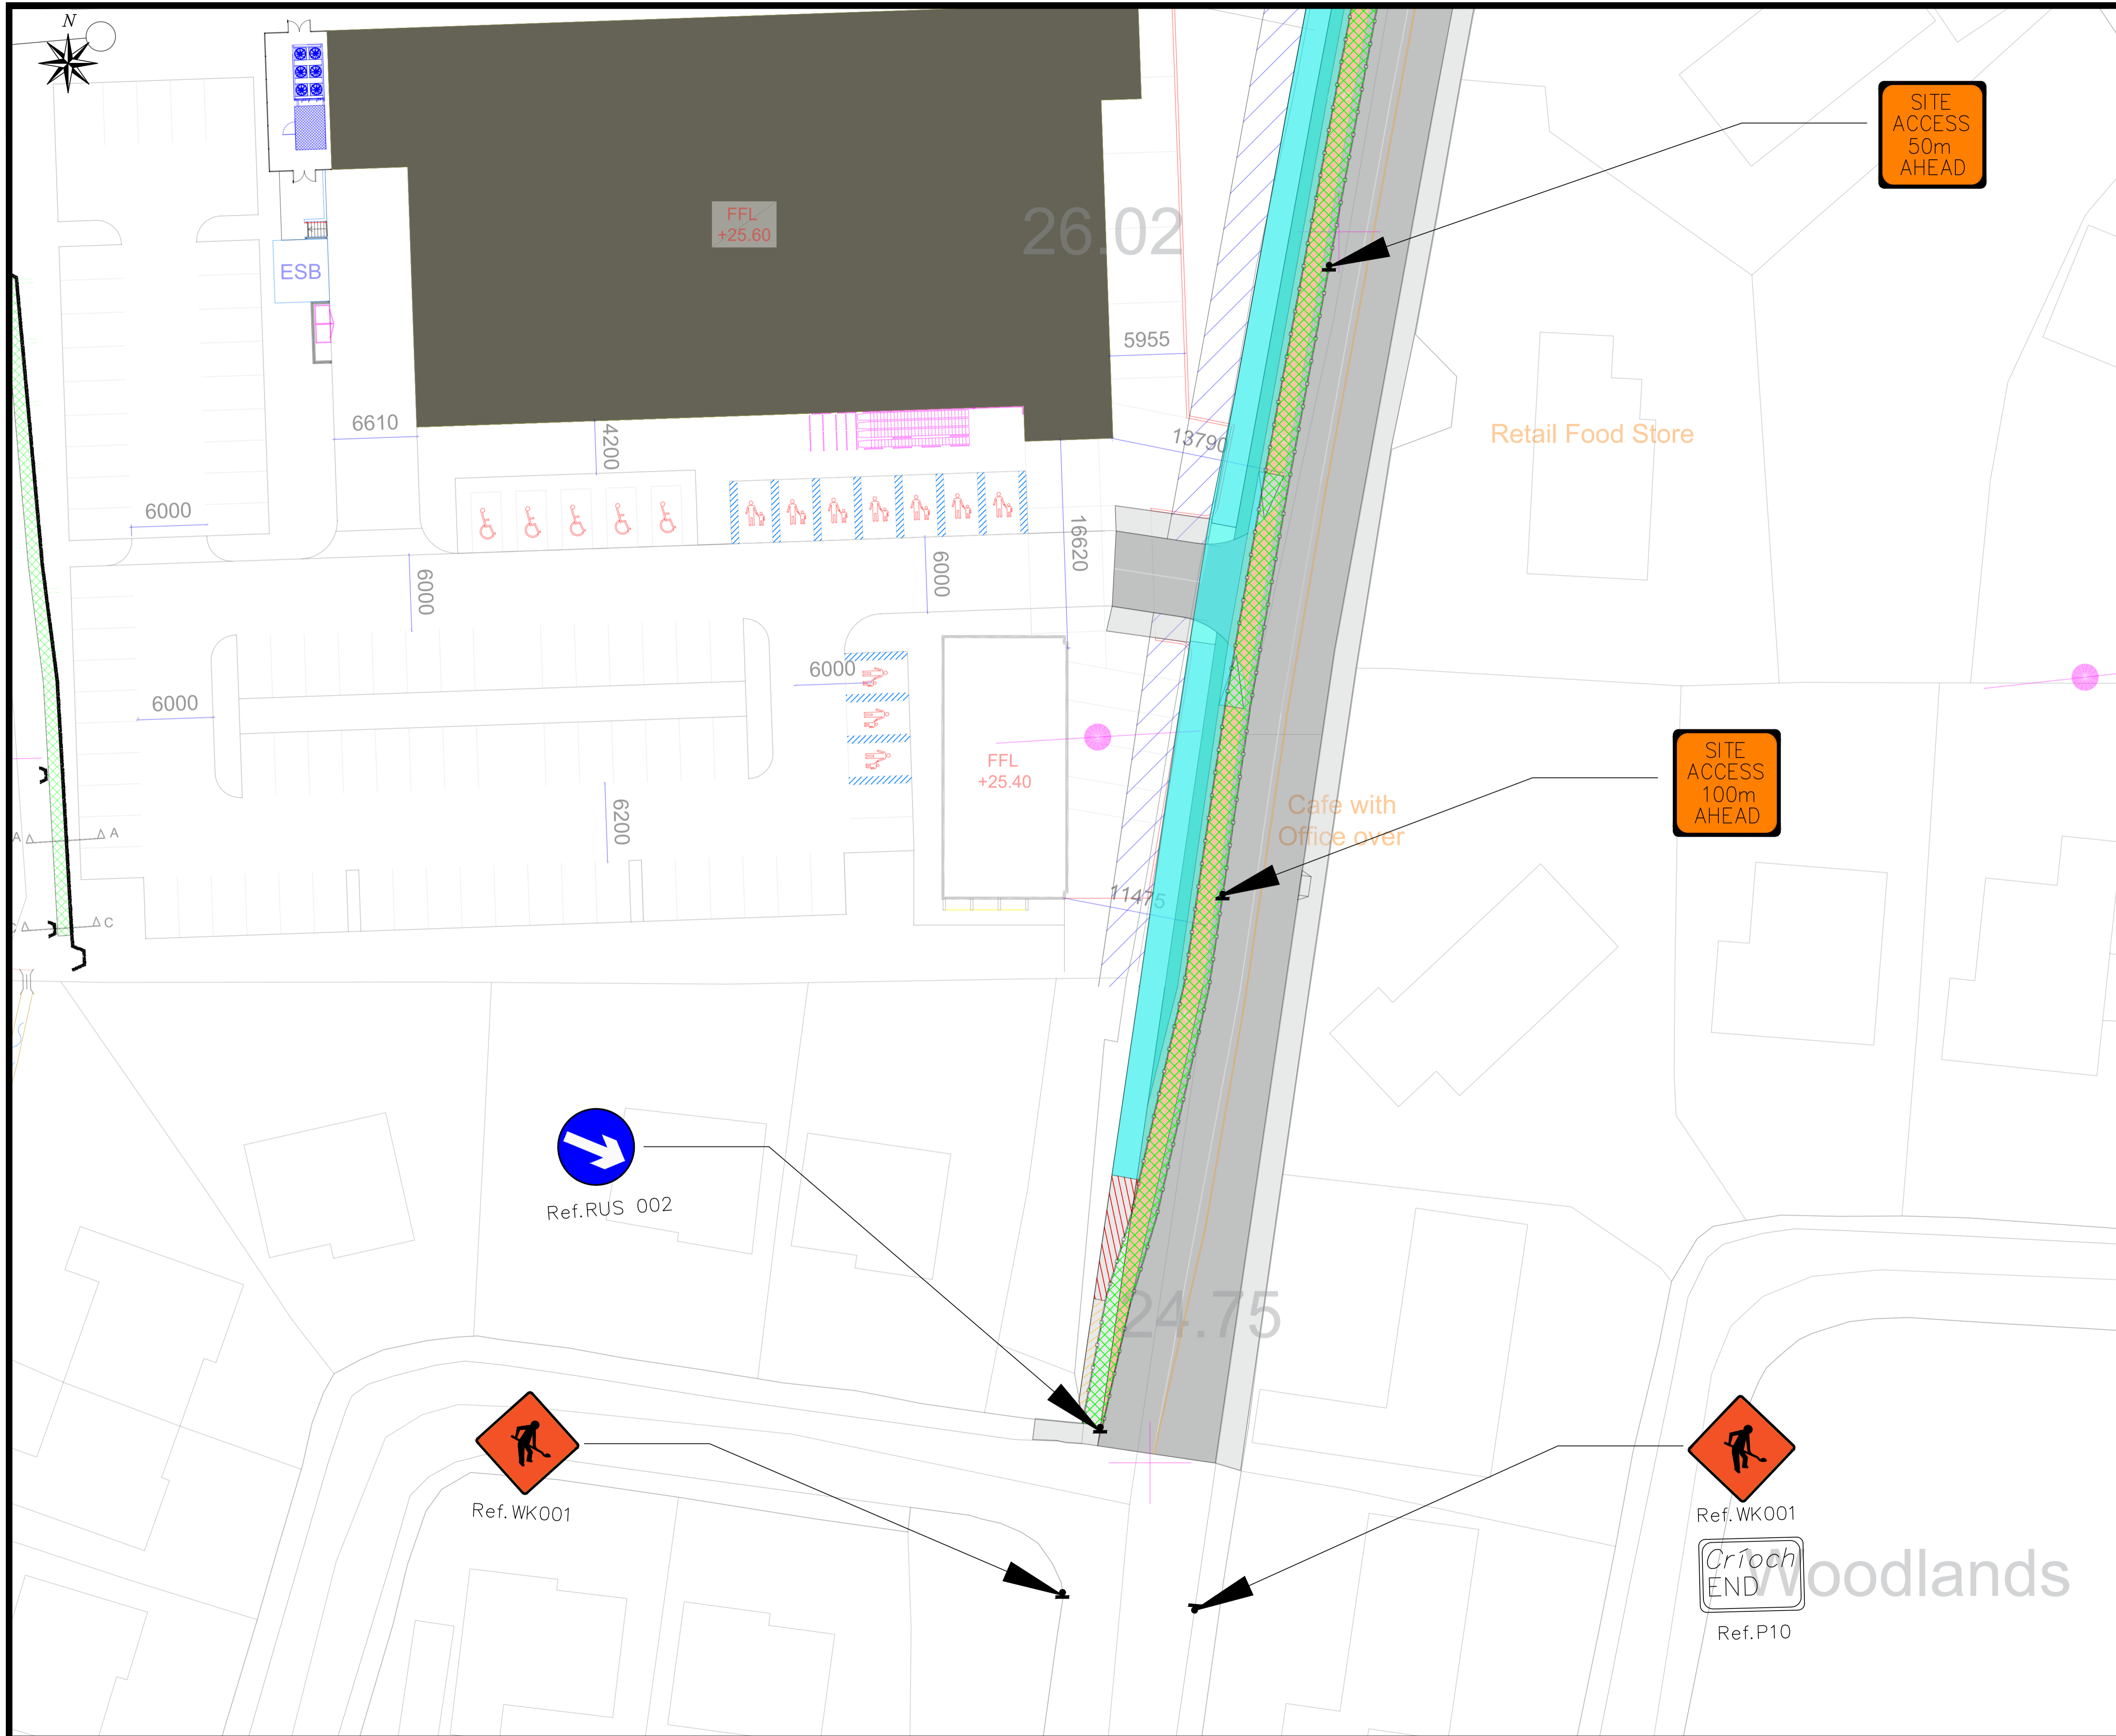 N
SITE
ACCESS
50m
AHEAD
FFL
+25.60
26.02
ESB
5955
6610
4200
13790
Retail Food Store
6000
16620
6000
6000
6000
6000
FFL
+25.40
SITE
ACCESS
100m
AHEAD
Cafe with
Office over
6200
A
A
11475
C
C
Ref.RUS 002
24.75
Ref.WK001
Ref.WK001
Críoch
END
Woodlands
Ref.P10